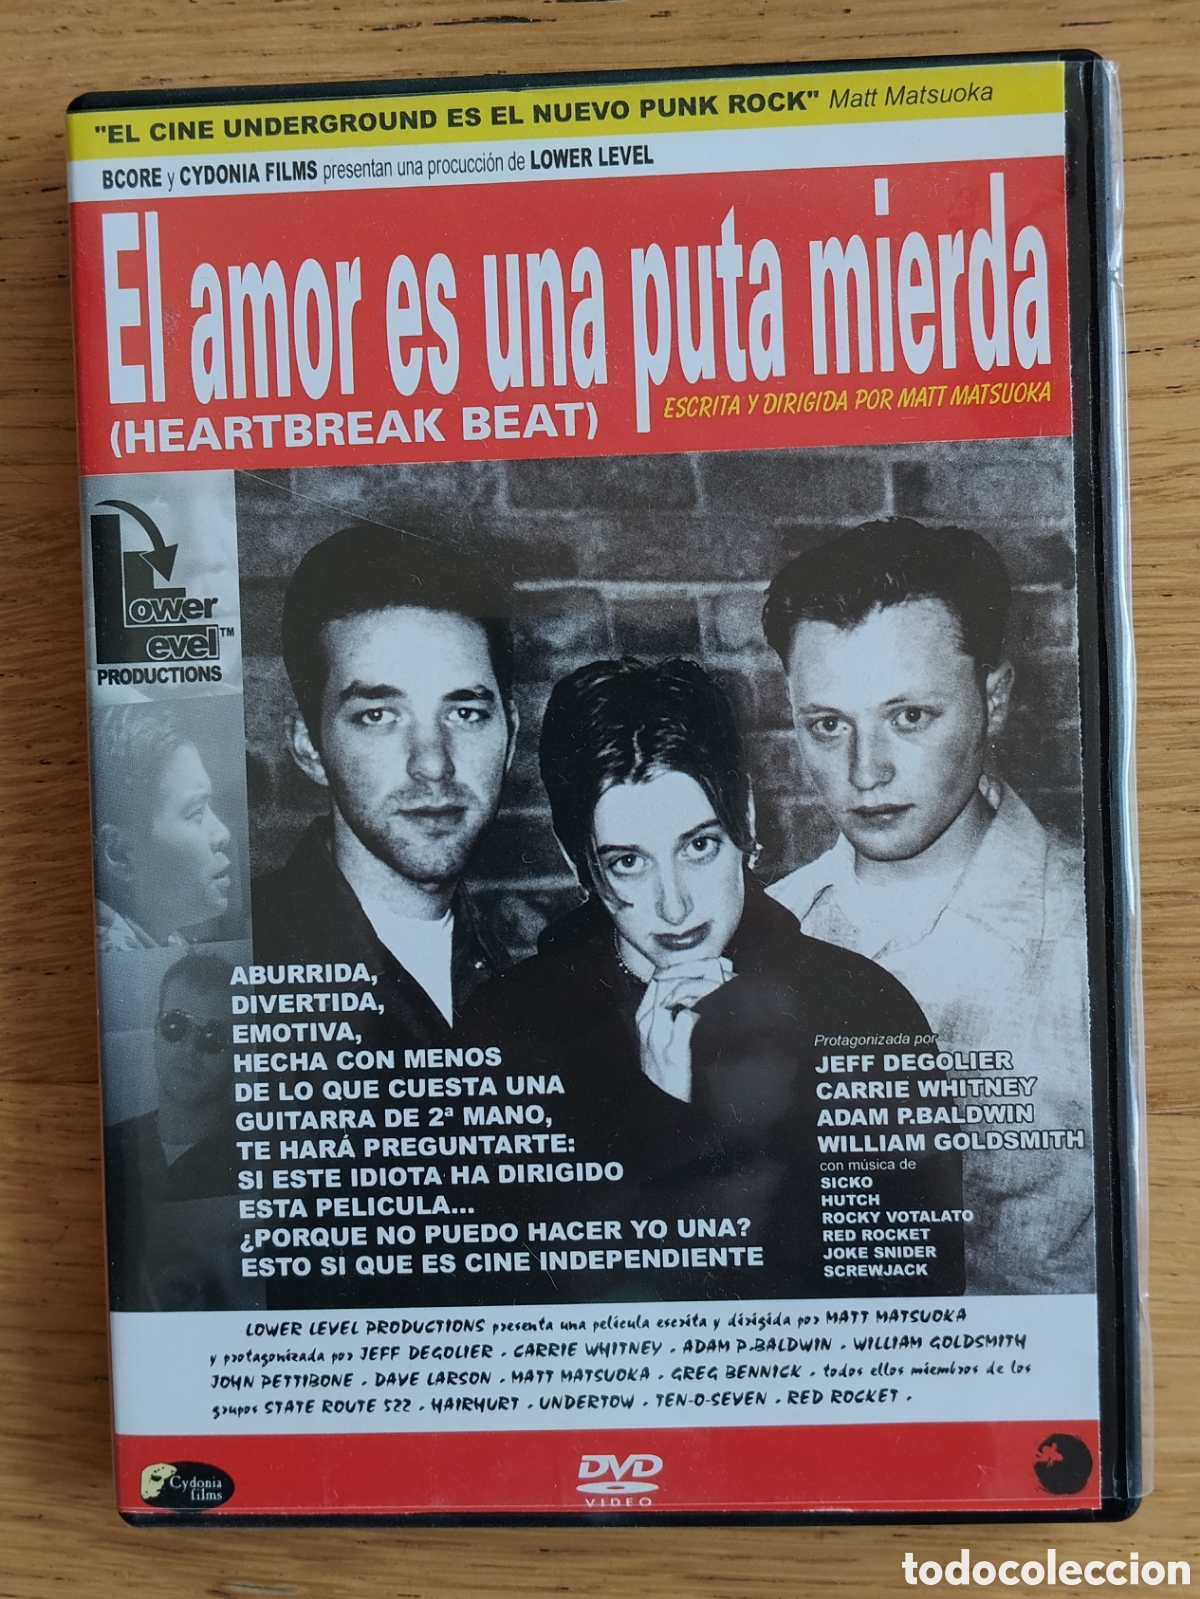 "EL CINE UNDERGROUND ES EL NUEVO PUNK ROCK" Matt Matsuoka
BCORE y CYDONIA FILMS presentan una procucción de LOWER LEVEL
El amor es una puta mierda
(HEARTBREAK BEAT)
ESCRITA Y DIRIGIDA POR MATT MATSUOKA
Lower
Level™
PRODUCTIONS
ABURRIDA,
DIVERTIDA,
EMOTIVA,
HECHA CON MENOS
DE LO QUE CUESTA UNA
GUITARRA DE 2ª MANO,
TE HARÁ PREGUNTARTE:
SI ESTE IDIOTA HA DIRIGIDO
ESTA PELICULA...
¿PORQUE NO PUEDO HACER YO UNA?
ESTO SI QUE ES CINE INDEPENDIENTE
Protagonizada por
JEFF DEGOLIER
CARRIE WHITNEY
ADAM P.BALDWIN
WILLIAM GOLDSMITH
con música de
SICKO
HUTCH
ROCKY VOTALATO
RED ROCKET
JOKE SNIDER
SCREWJACK
LOWER LEVEL PRODUCTIONS presenta una película escrita y dirigida por MATT MATSUOKA
y protagonizada por JEFF DEGOLIER . CARRIE WHITNEY . ADAM P.BALDWIN . WILLIAM GOLDSMITH
JOHN PETTIBONE . DAVE LARSON . MATT MATSUOKA . GREG BENNICK . todos ellos miembros de los
grupos STATE ROUTE 522 . HAIRHURT . UNDERTOW . TEN-O-SEVEN . RED ROCKET .
Cydonia
films
DVD
VIDEO
todocoleccion